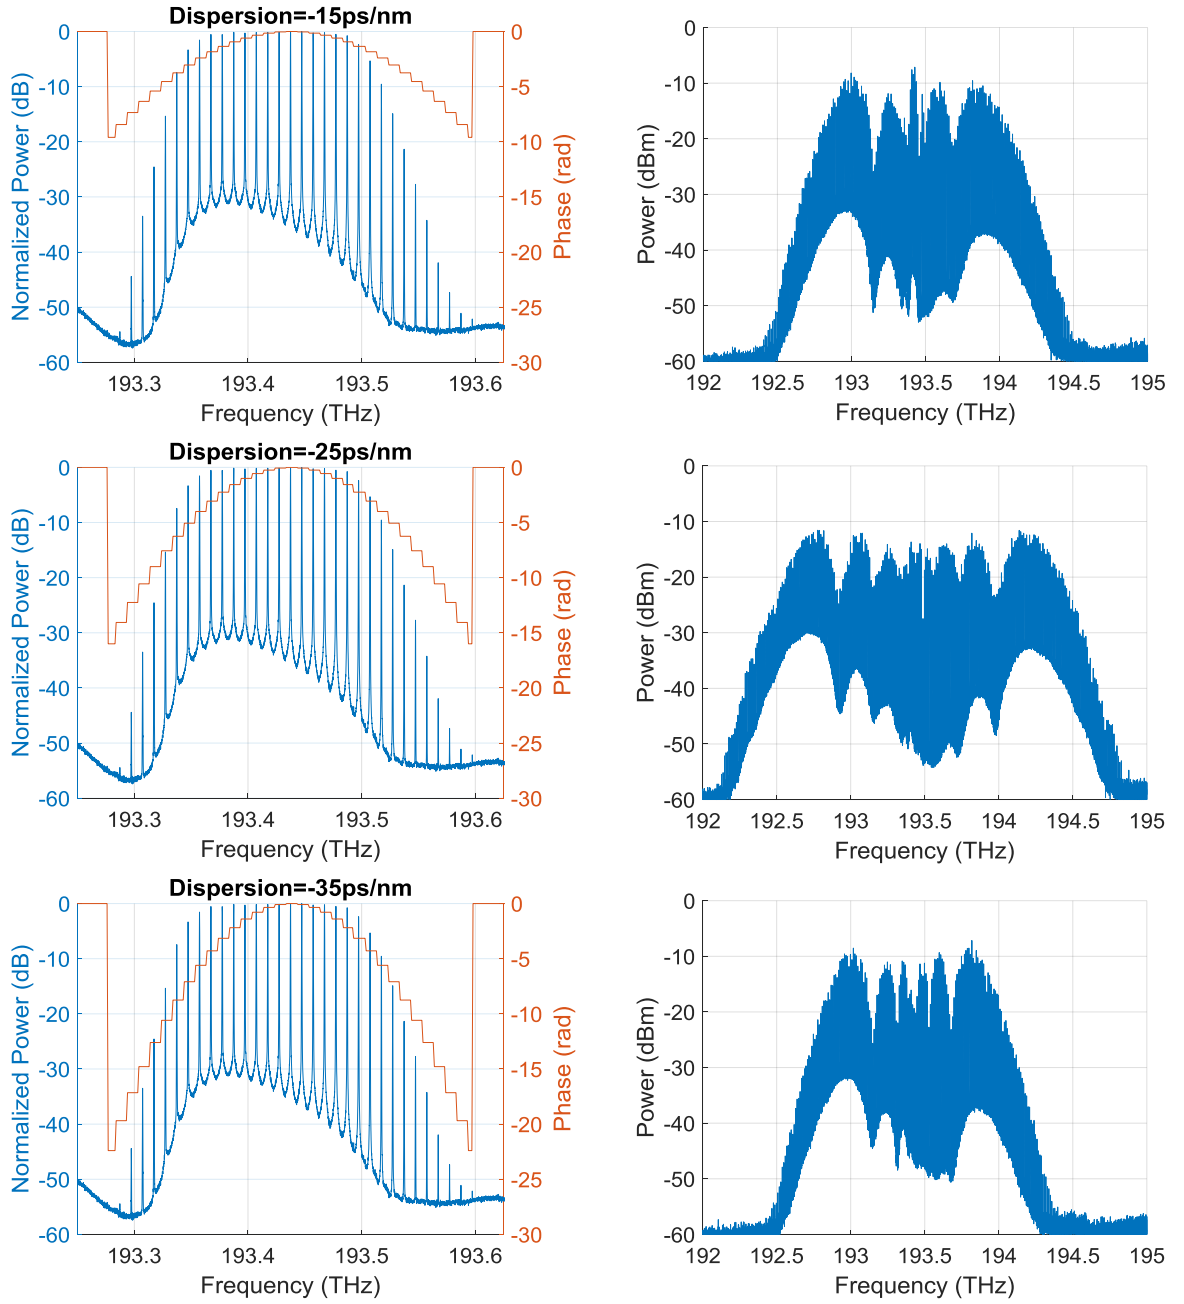 Dispersion=-15ps/nm
0
-10
-20
-30
-40
-50
-60
Normalized Power (dB)
0
-5
-10
-15
-20
-25
-30
Phase (rad)
193.3 193.4 193.5 193.6
Frequency (THz)
0
-10
-20
-30
-40
-50
-60
Power (dBm)
192 192.5 193 193.5 194 194.5 195
Frequency (THz)
Dispersion=-25ps/nm
0
-10
-20
-30
-40
-50
-60
Normalized Power (dB)
0
-5
-10
-15
-20
-25
-30
Phase (rad)
193.3 193.4 193.5 193.6
Frequency (THz)
0
-10
-20
-30
-40
-50
-60
Power (dBm)
192 192.5 193 193.5 194 194.5 195
Frequency (THz)
Dispersion=-35ps/nm
0
-10
-20
-30
-40
-50
-60
Normalized Power (dB)
0
-5
-10
-15
-20
-25
-30
Phase (rad)
193.3 193.4 193.5 193.6
Frequency (THz)
0
-10
-20
-30
-40
-50
-60
Power (dBm)
192 192.5 193 193.5 194 194.5 195
Frequency (THz)